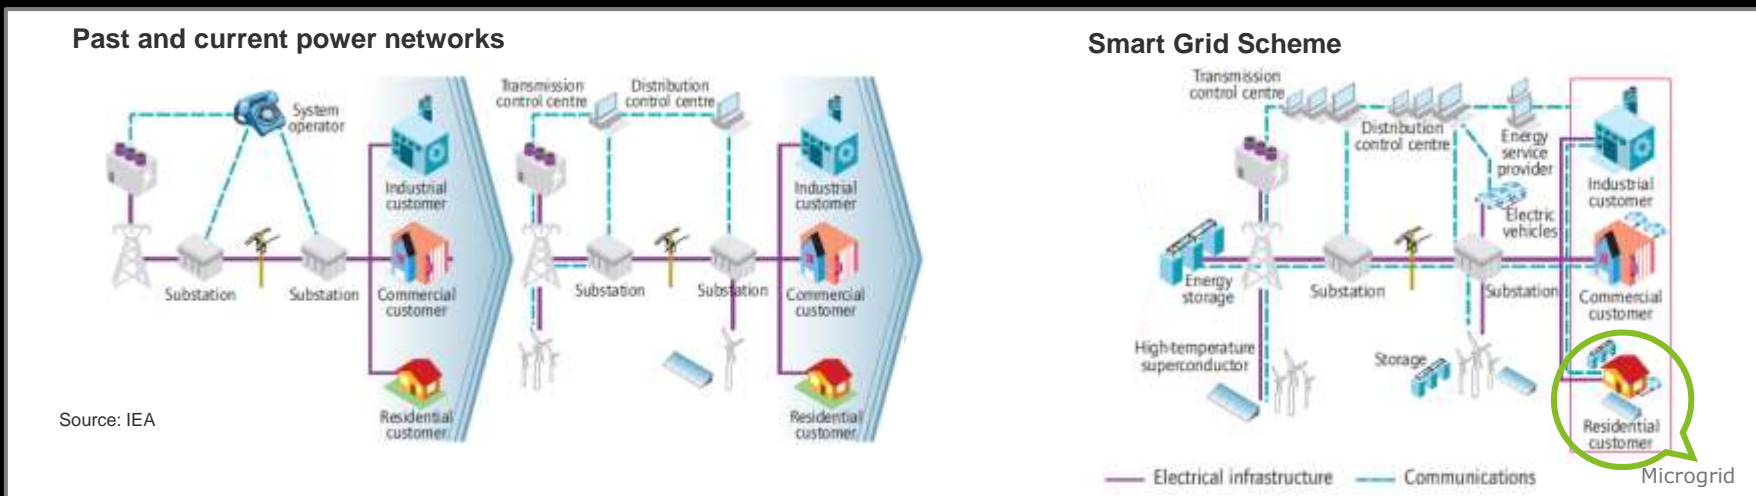 Past and current power networks
System
operator
Industrial
customer
Substation
Substation
Commercial
customer
Residential
customer
Source: IEA
Transmission
control centre
Distribution
control centre
Industrial
customer
Substation
Substation
Commercial
customer
Residential
customer
Smart Grid Scheme
Transmission
control centre
Distribution
control centre
Energy
service
provider
Industrial
customer
Electric
vehicles
Energy
storage
Substation
Substation
Commercial
customer
High-temperature
superconductor
Storage
Residential
customer
Electrical infrastructure
Communications
Microgrid